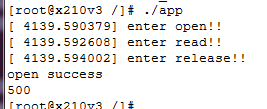 [root@x210v3 /]# ./app
[ 4139.590379] enter open!!
[ 4139.592608] enter read!!
[ 4139.594002] enter release!!
open success
500
[root@x210v3 /]#